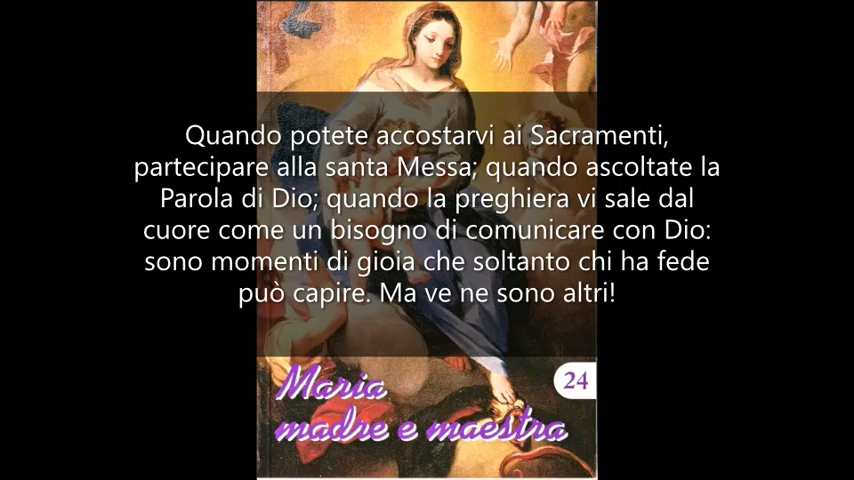 Quando potete accostarvi ai Sacramenti,
partecipare alla santa Messa; quando ascoltate la
Parola di Dio; quando la preghiera vi sale dal
cuore come un bisogno di comunicare con Dio:
sono momenti di gioia che soltanto chi ha fede
può capire. Ma ve ne sono altri!
Maria
24
madre e maestra